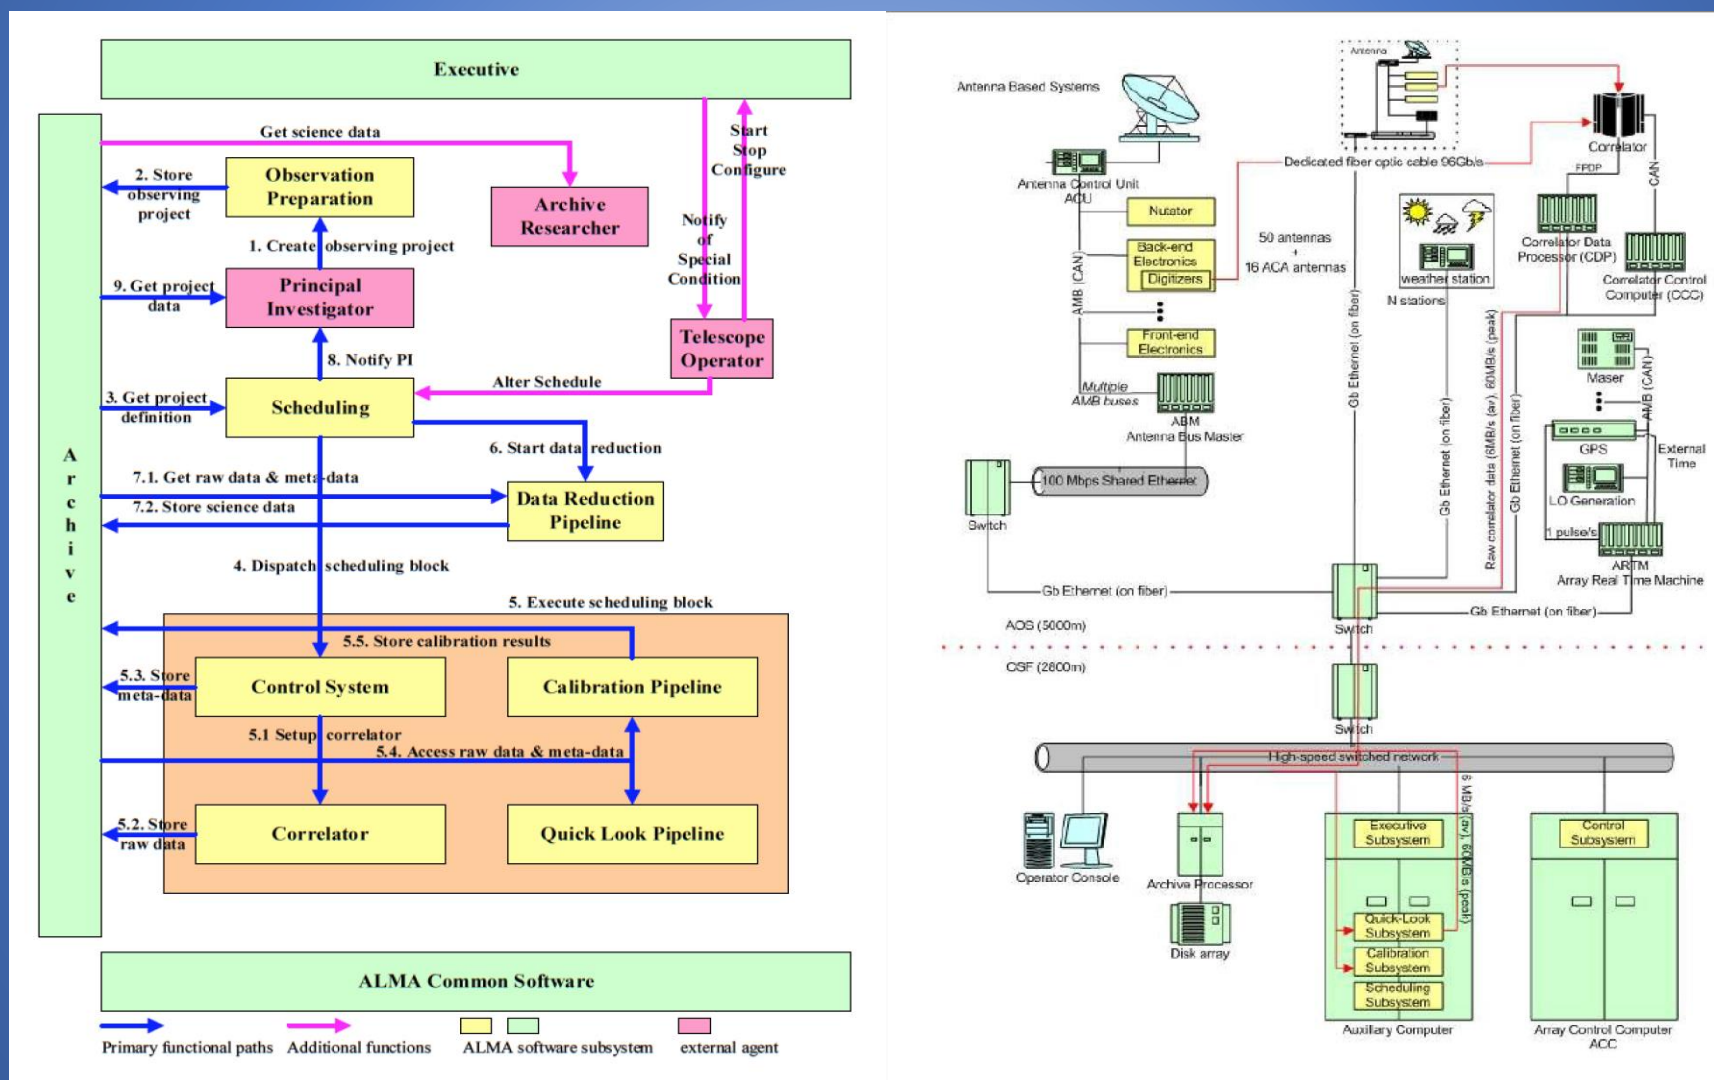 Executive
Get science data
Start
Stop
Configure
2. Store
observing
project
Observation
Preparation
Archive
Researcher
Notify
of
Special
Condition
1. Create observing project
9. Get project
data
Principal
Investigator
Telescope
Operator
8. Notify PI
Alter Schedule
3. Get project
definition
Scheduling
6. Start data reduction
Archive
7.1. Get raw data & meta-data
7.2. Store science data
Data Reduction
Pipeline
4. Dispatch scheduling block
5. Execute scheduling block
5.5. Store calibration results
5.3. Store
meta-data
Control System
Calibration Pipeline
5.1 Setup correlator
5.4. Access raw data & meta-data
5.2. Store
raw data
Correlator
Quick Look Pipeline
ALMA Common Software
Primary functional paths
Additional functions
ALMA software subsystem
external agent
Antenna Based Systems
Antenna
Correlator
Dedicated fiber optic cable 96Gb/s
FPDP
CAN
Antenna Control Unit
ACU
Nutator
Back-end
Electronics
Digitizers
AMB (CAN)
50 antennas
+
16 ACA antennas
Front-end
Electronics
Multiple
AMB buses
ABM
Antenna Bus Master
weather station
N stations
Correlator Data
Processor (CDP)
Correlator Control
Computer (CCC)
Gb Ethernet (on fiber)
Gb Ethernet (on fiber)
Raw correlator data (6MB/s (av), 60MB/s (peak)
Gb Ethernet (on fiber)
Maser
AMB (CAN)
GPS
External
Time
LO Generation
1 pulse/s
ARTM
Array Real Time Machine
100 Mbps Shared Ethernet
Switch
Gb Ethernet (on fiber)
Gb Ethernet (on fiber)
Switch
AOS (5000m)
OSF (2800m)
Switch
High-speed switched network
6 MB/s (av), 60MB/s (peak)
Operator Console
Archive Processor
Disk array
Executive
Subsystem
Quick-Look
Subsystem
Calibration
Subsystem
Scheduling
Subsystem
Auxillary Computer
Control
Subsystem
Array Control Computer
ACC